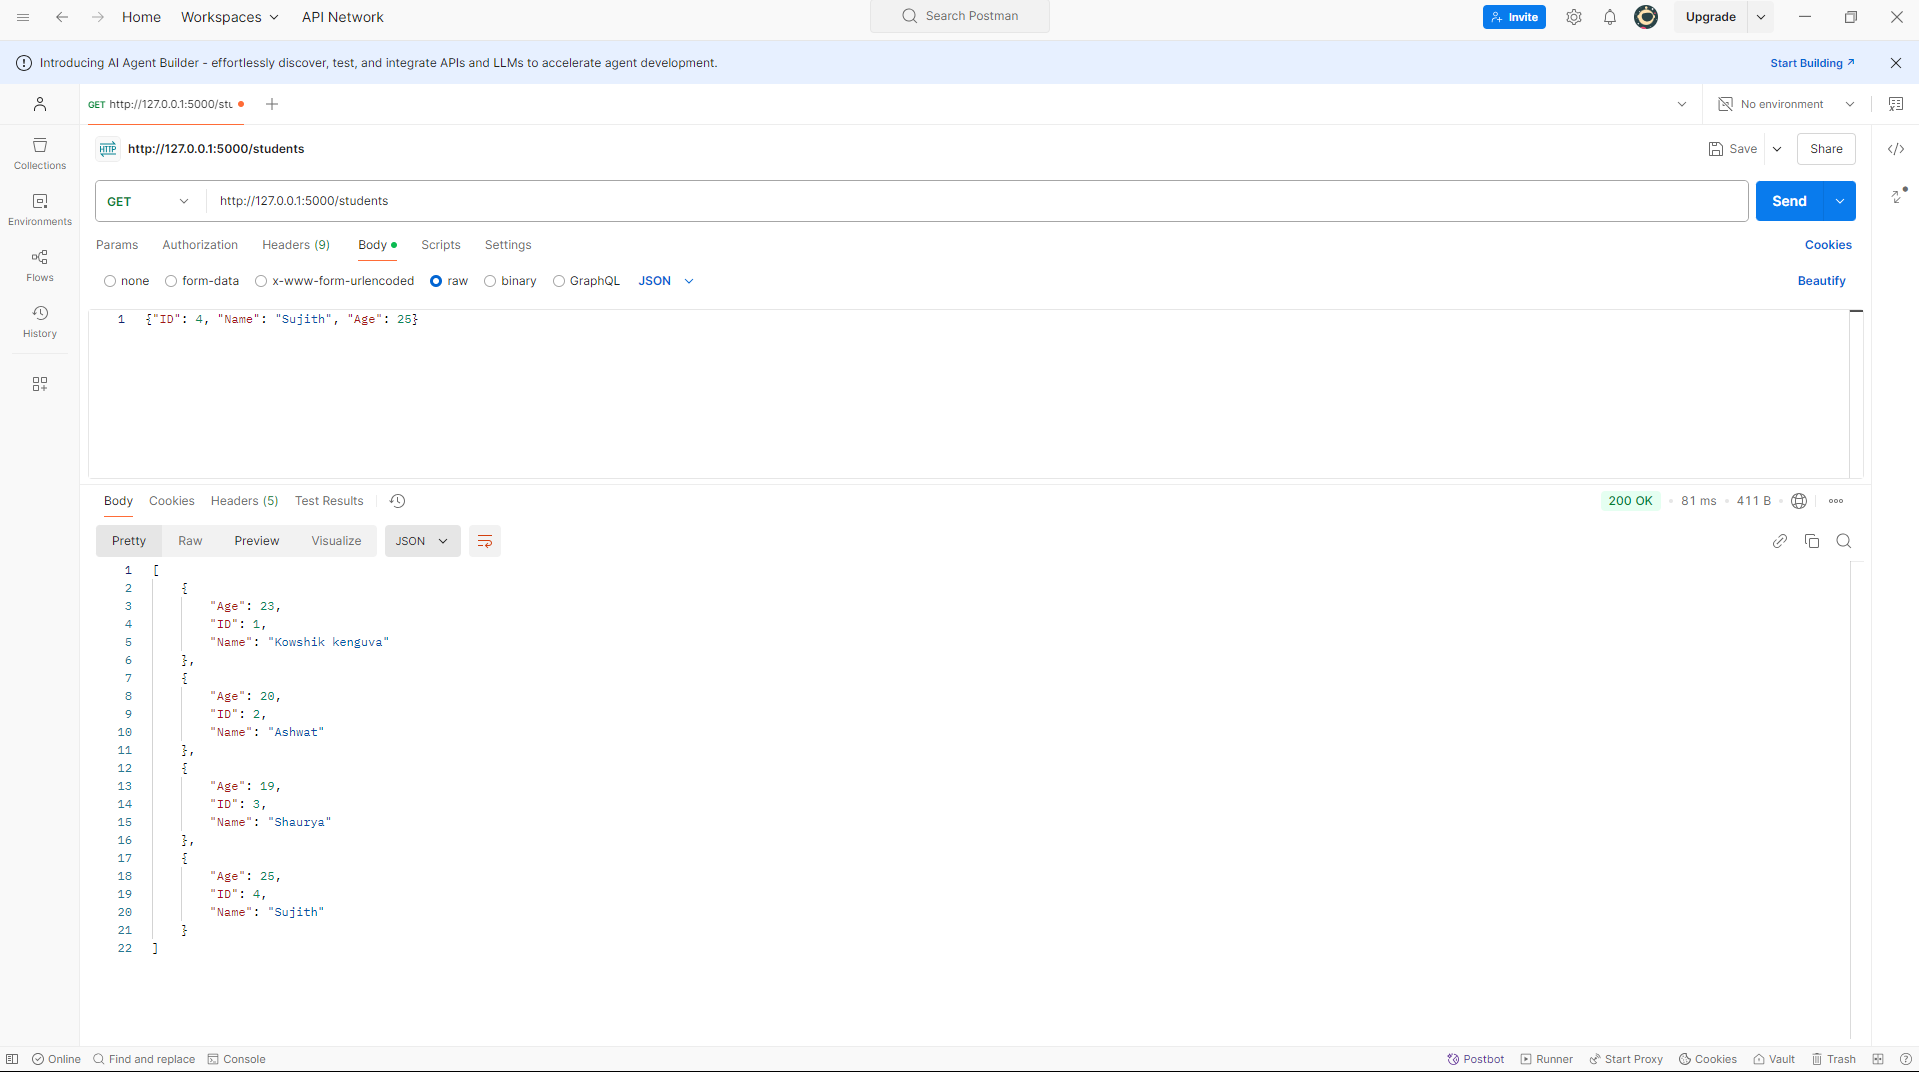 Home Workspaces API Network Search Postman Invite Upgrade
Introducing AI Agent Builder - effortlessly discover, test, and integrate APIs and LLMs to accelerate agent development. Start Building
GET http://127.0.0.1:5000/stu No environment
HTTP http://127.0.0.1:5000/students Save Share
Collections
GET http://127.0.0.1:5000/students Send
Environments
Params Authorization Headers (9) Body Scripts Settings Cookies
Flows
none form-data x-www-form-urlencoded raw binary GraphQL JSON Beautify
History
1 {"ID": 4, "Name": "Sujith", "Age": 25}
Body Cookies Headers (5) Test Results 200 OK 81 ms 411 B
Pretty Raw Preview Visualize JSON
1 [
2 {
3 "Age": 23,
4 "ID": 1,
5 "Name": "Kowshik kenguva"
6 },
7 {
8 "Age": 20,
9 "ID": 2,
10 "Name": "Ashwat"
11 },
12 {
13 "Age": 19,
14 "ID": 3,
15 "Name": "Shaurya"
16 },
17 {
18 "Age": 25,
19 "ID": 4,
20 "Name": "Sujith"
21 }
22 ]
Online Find and replace Console Postbot Runner Start Proxy Cookies Vault Trash